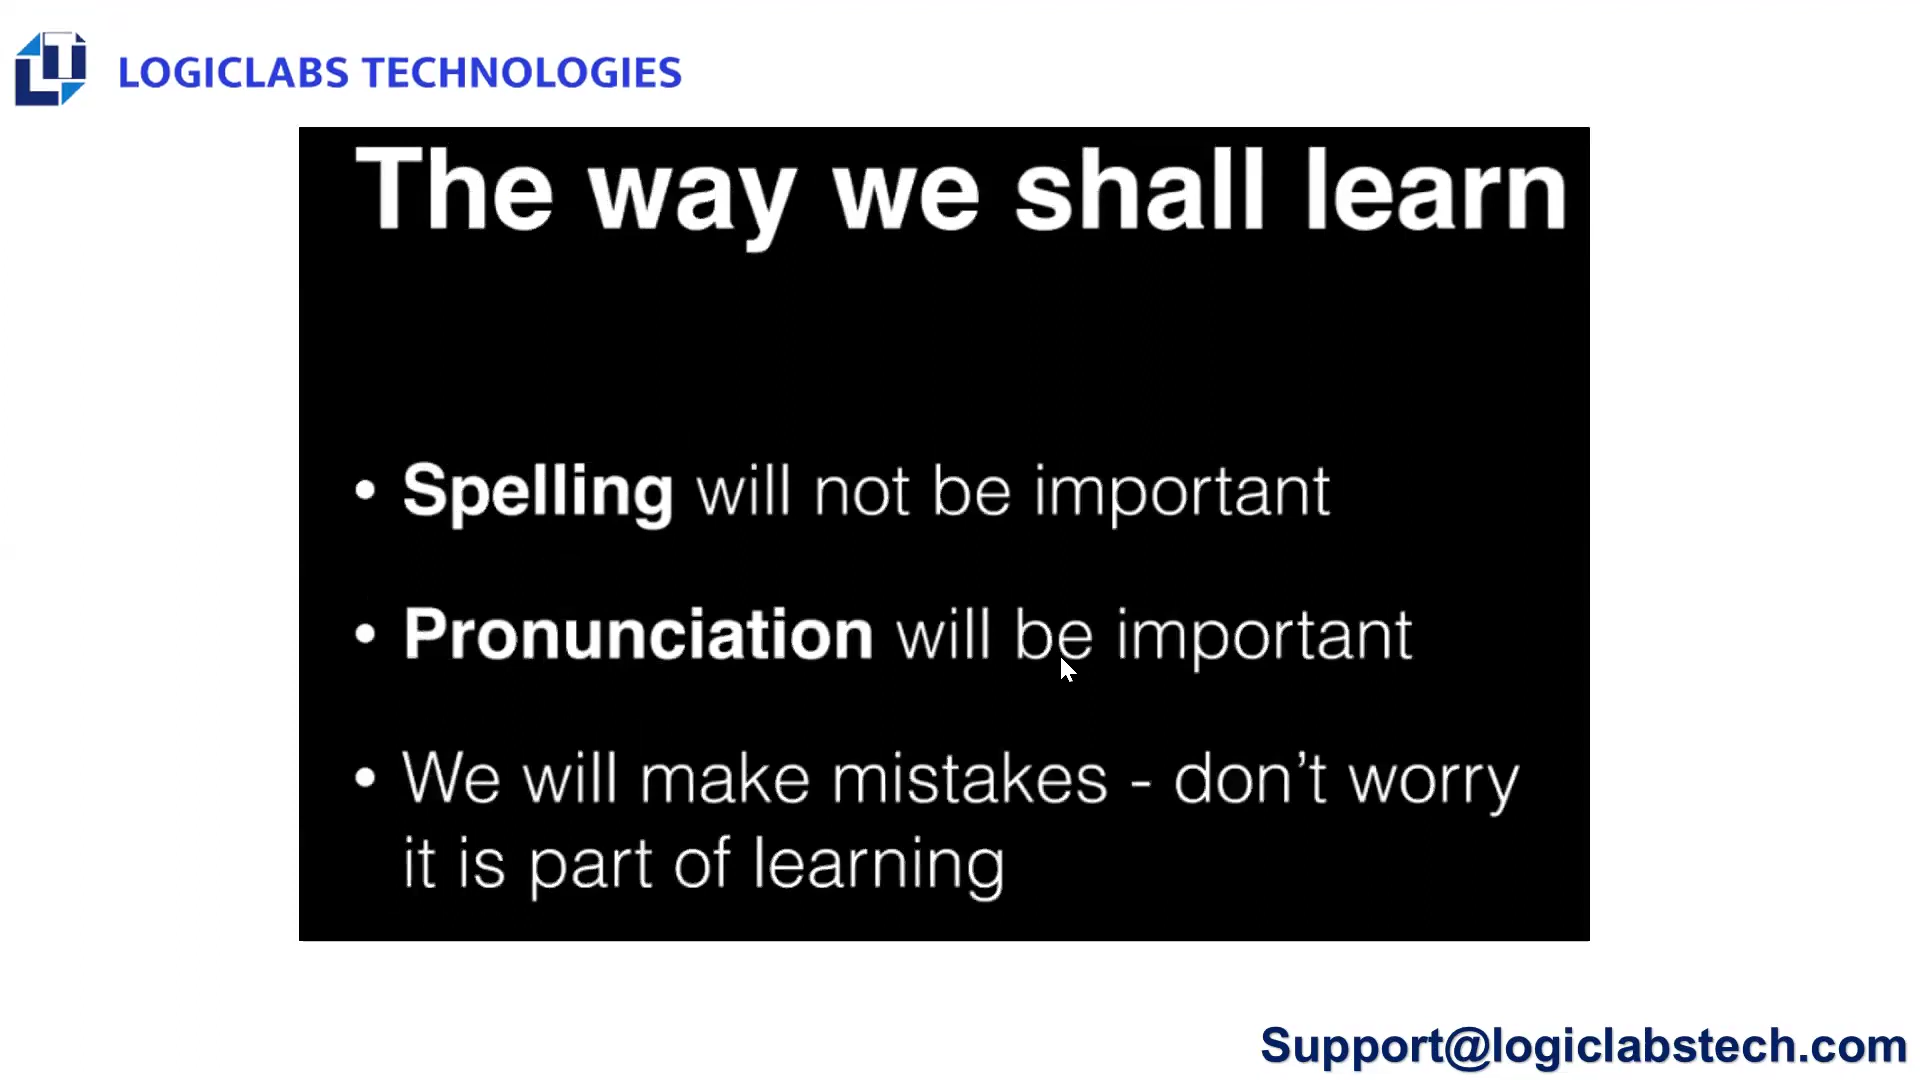 LOGICLABS TECHNOLOGIES
The way we shall learn
• Spelling will not be important
• Pronunciation will be important
• We will make mistakes - don’t worry
it is part of learning
Support@logiclabstech.com